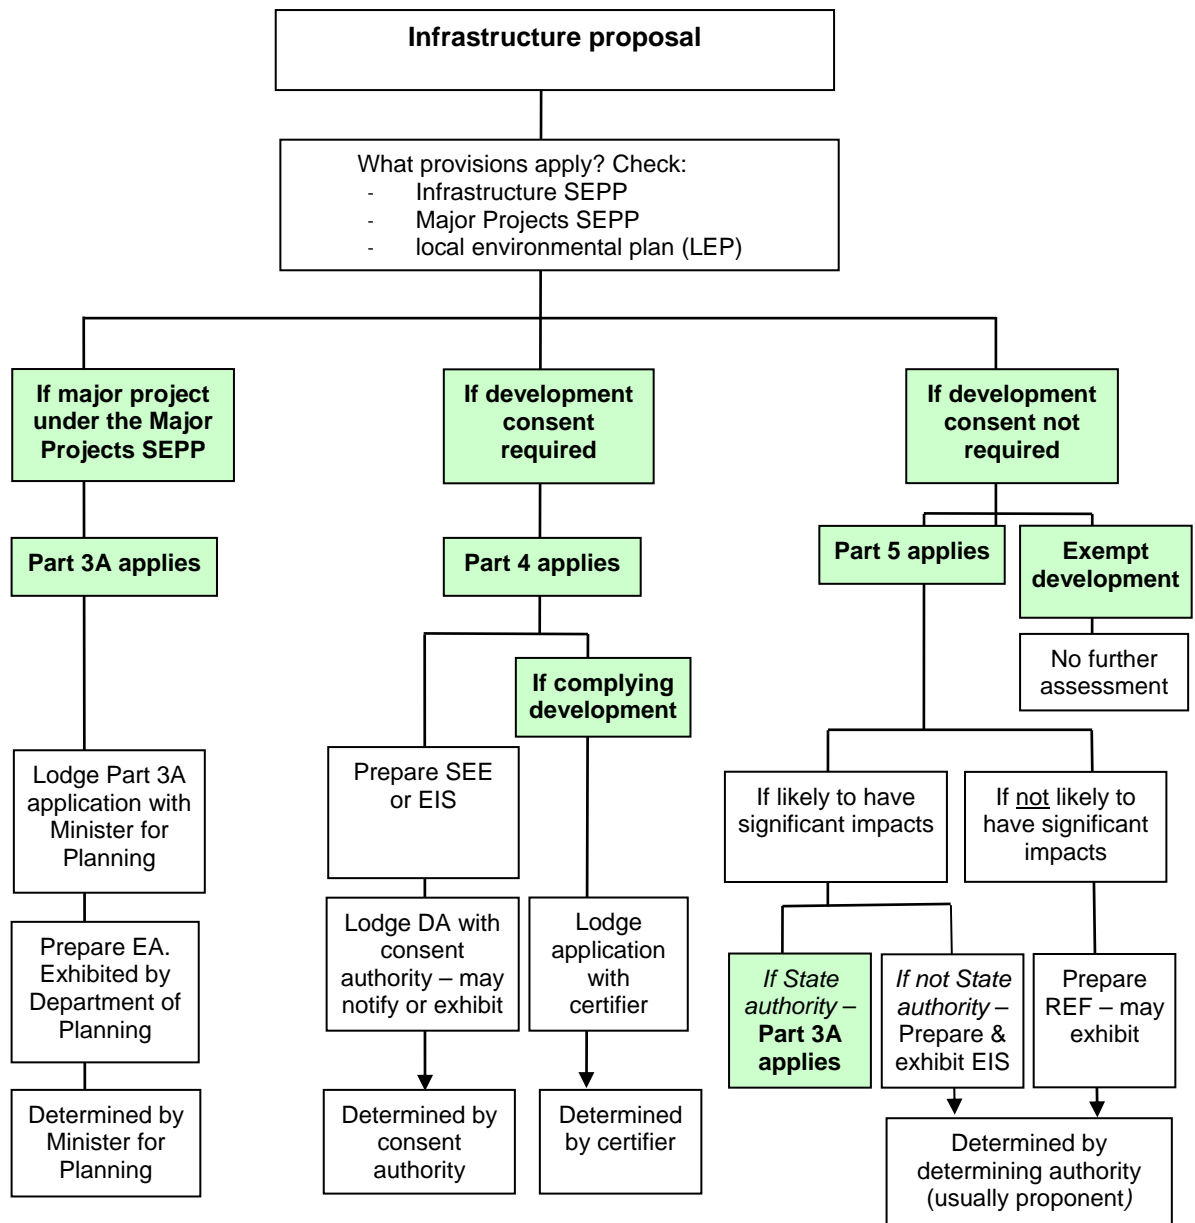 Infrastructure proposal
What provisions apply? Check:
- Infrastructure SEPP
- Major Projects SEPP
- local environmental plan (LEP)
If major project
under the Major
Projects SEPP
If development
consent
required
If development
consent not
required
Part 3A applies
Part 4 applies
Part 5 applies
Exempt
development
No further
assessment
If complying
development
Lodge Part 3A
application with
Minister for
Planning
Prepare SEE
or EIS
If likely to have
significant impacts
If not likely to
have significant
impacts
Prepare EA.
Exhibited by
Department of
Planning
Lodge DA with
consent
authority – may
notify or exhibit
Lodge
application
with
certifier
If State
authority –
Part 3A
applies
If not State
authority –
Prepare &
exhibit EIS
Prepare
REF – may
exhibit
Determined by
Minister for
Planning
Determined by
consent
authority
Determined
by certifier
Determined by
determining authority
(usually proponent)